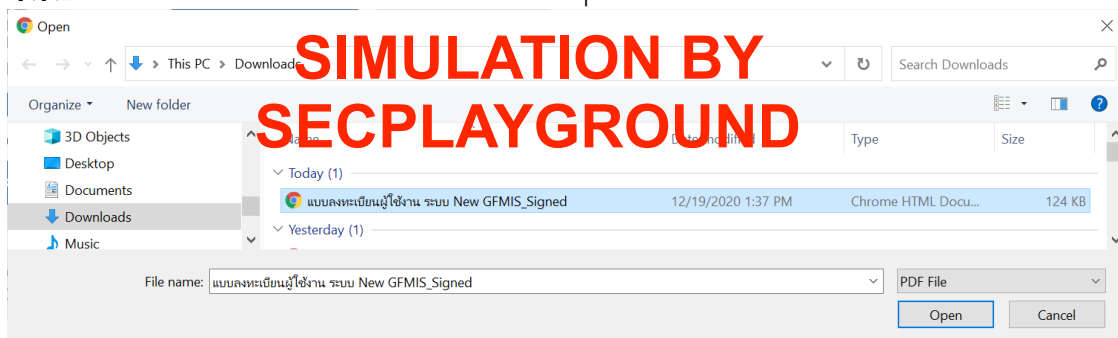 Open
SIMULATION BY
SECPLAYGROUND
This PC > Downloads
Search Downloads
Organize New folder
Name Date modified Type Size
3D Objects
Desktop
Documents
Downloads
Music
Today (1)
แบบลงทะเบียนผู้ใช้งาน ระบบ New GFMIS_Signed 12/19/2020 1:37 PM Chrome HTML Docu... 124 KB
Yesterday (1)
File name: แบบลงทะเบียนผู้ใช้งาน ระบบ New GFMIS_Signed PDF File
Open Cancel